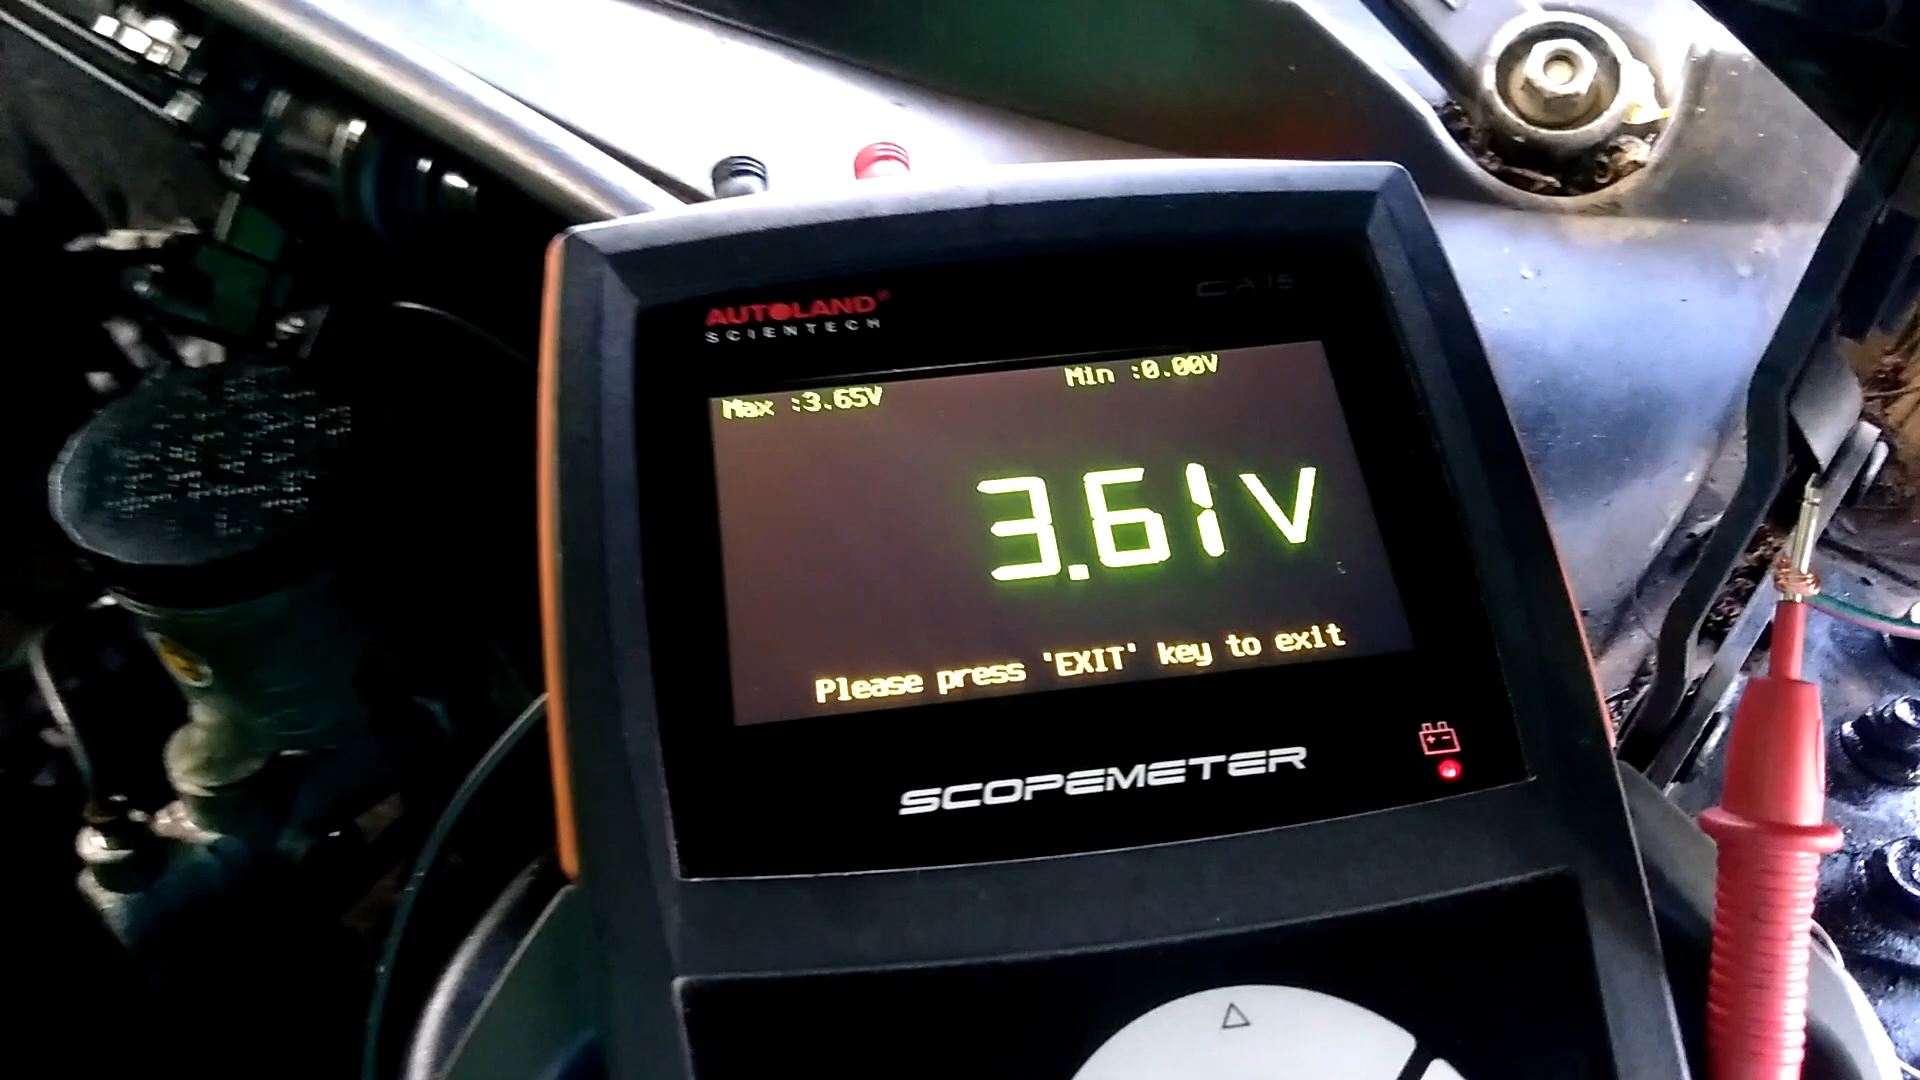 AUTOLAND®
SCIENTECH
CA15
Max :3.65V
Min :0.00V
3.61V
Please press 'EXIT' key to exit
SCOPEMETER